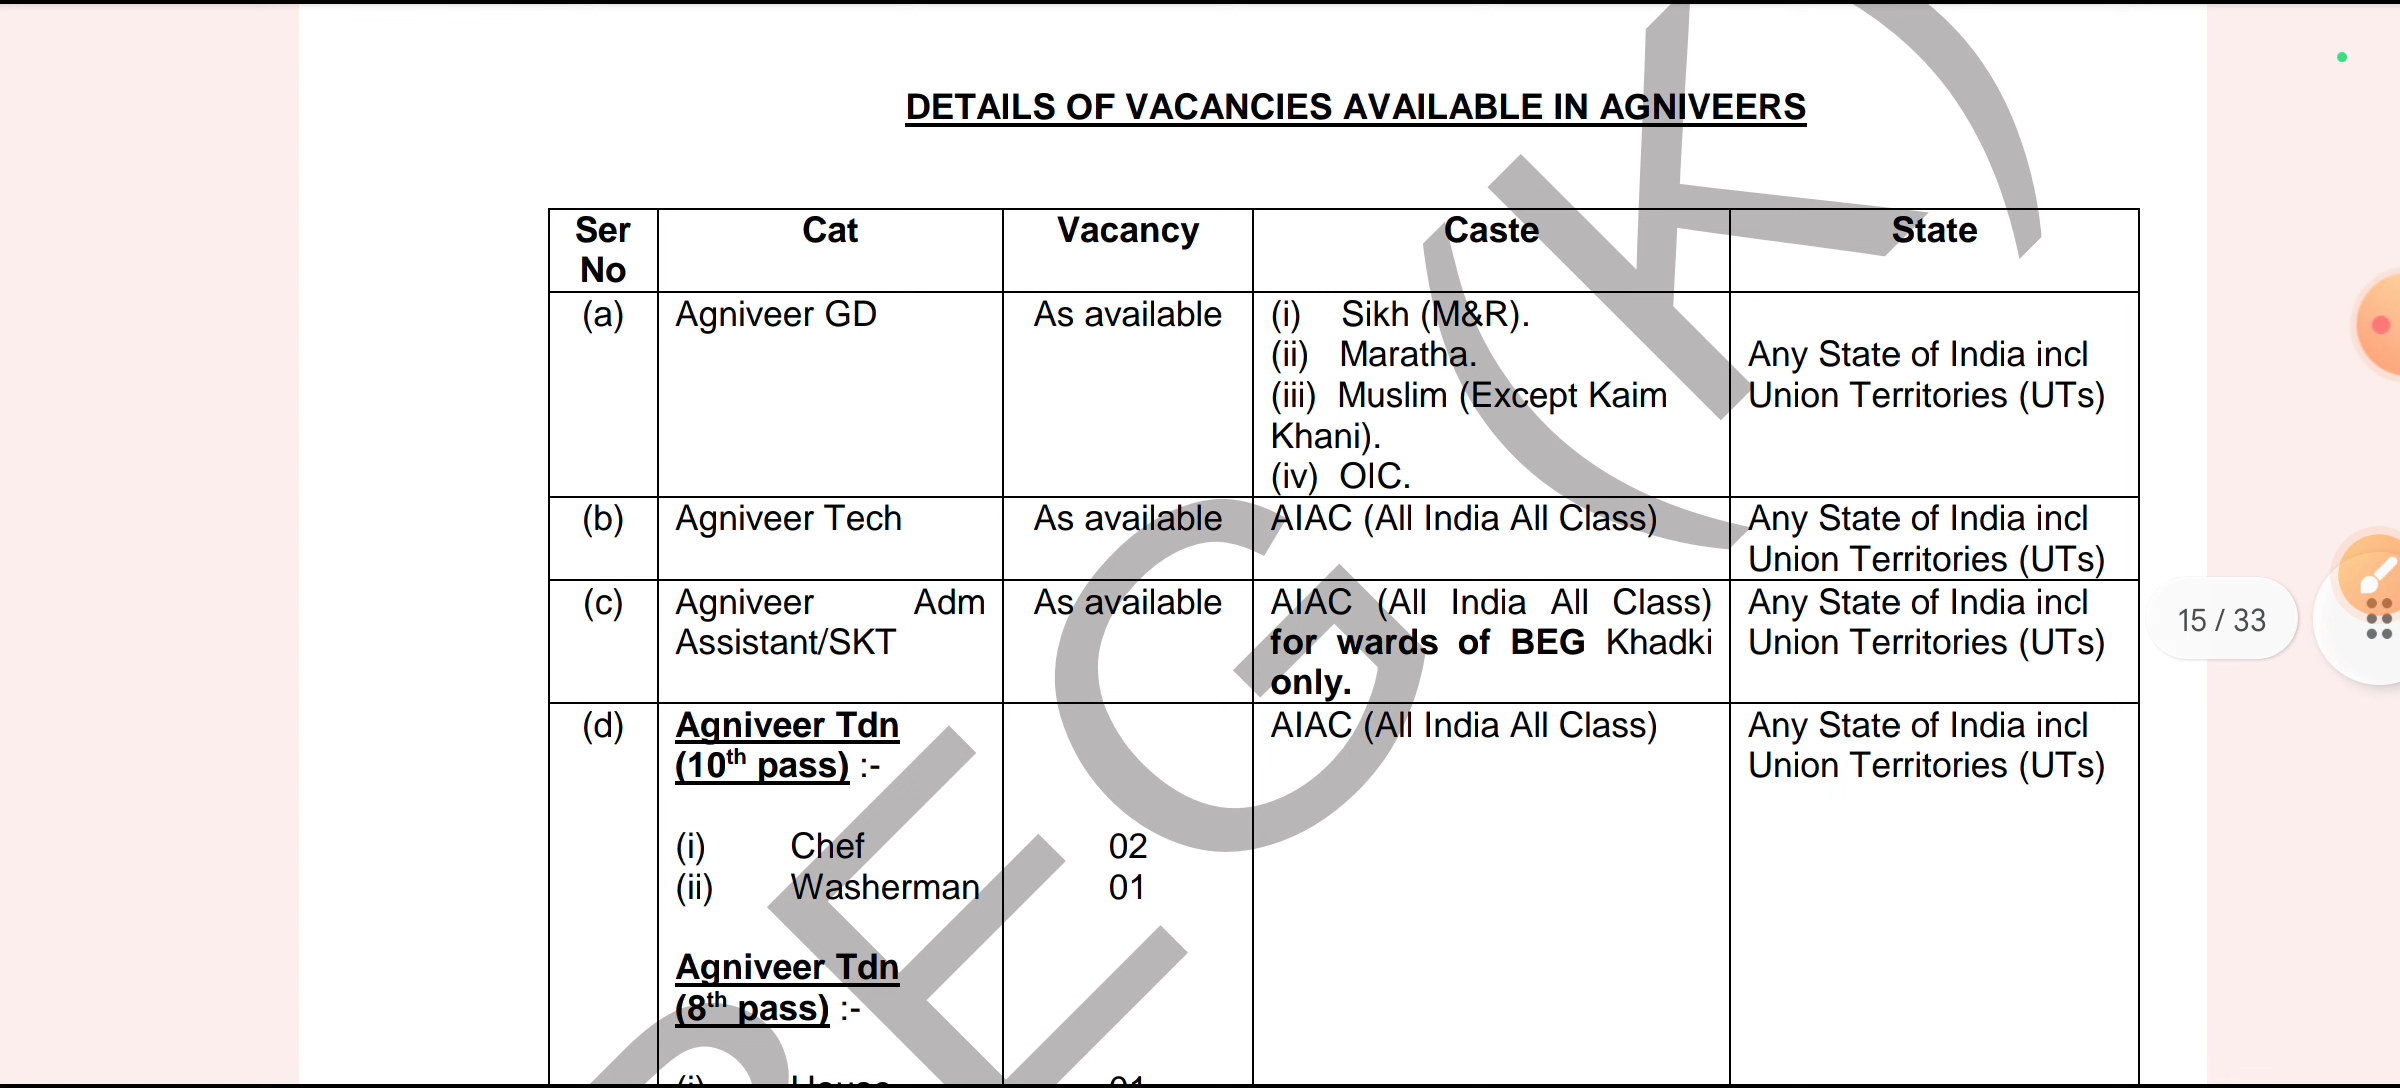 DETAILS OF VACANCIES AVAILABLE IN AGNIVEERS
Ser No Cat Vacancy Caste State
(a) Agniveer GD As available (i) Sikh (M&R).
(ii) Maratha.
(iii) Muslim (Except Kaim
Khani).
(iv) OIC.
Any State of India incl
Union Territories (UTs)
(b) Agniveer Tech As available AIAC (All India All Class) Any State of India incl
Union Territories (UTs)
(c) Agniveer Adm
Assistant/SKT
As available
AIAC (All India All Class)
for wards of BEG Khadki
only.
Any State of India incl
Union Territories (UTs)
(d) Agniveer Tdn
(10th pass) :-
AIAC (All India All Class)
Any State of India incl
Union Territories (UTs)
(i) Chef 02
(ii) Washerman 01
Agniveer Tdn
(8th pass) :-
(i) House 01
BEG (K)
15 / 33